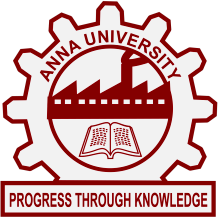 ANNA UNIVERSITY
PROGRESS THROUGH KNOWLEDGE